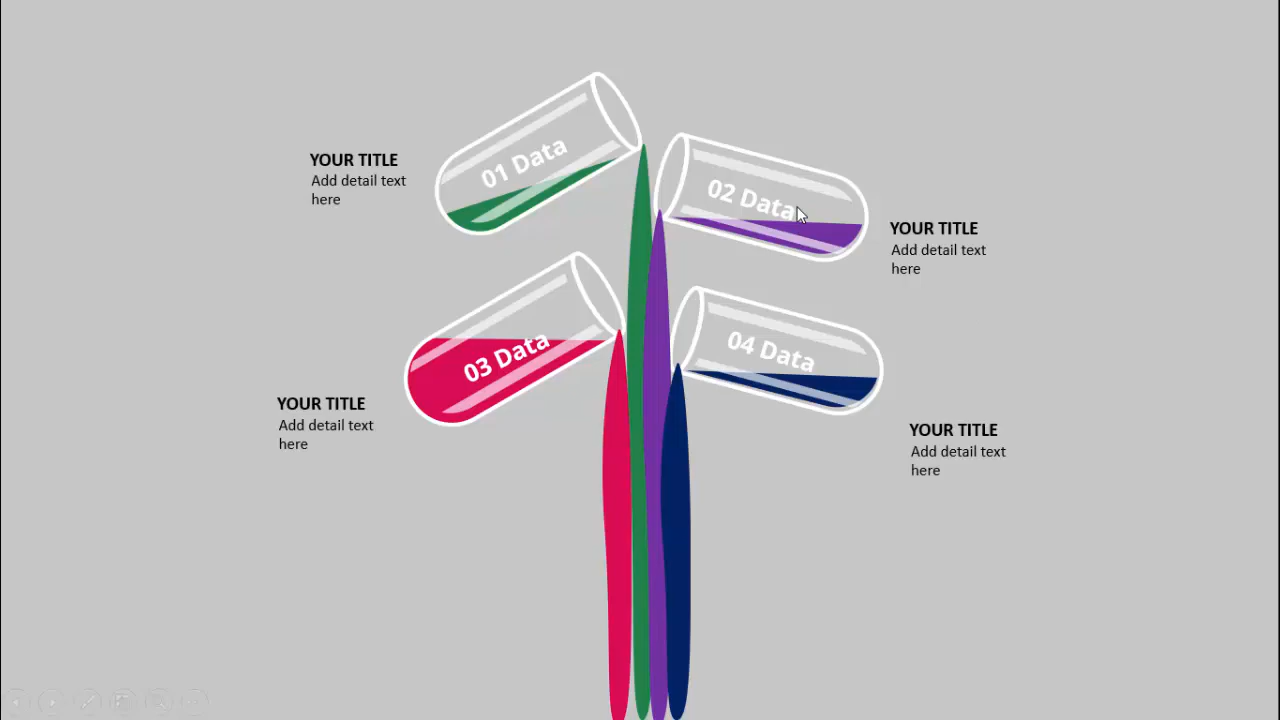 YOUR TITLE
Add detail text
here
01 Data
02 Data
YOUR TITLE
Add detail text
here
03 Data
04 Data
YOUR TITLE
Add detail text
here
YOUR TITLE
Add detail text
here